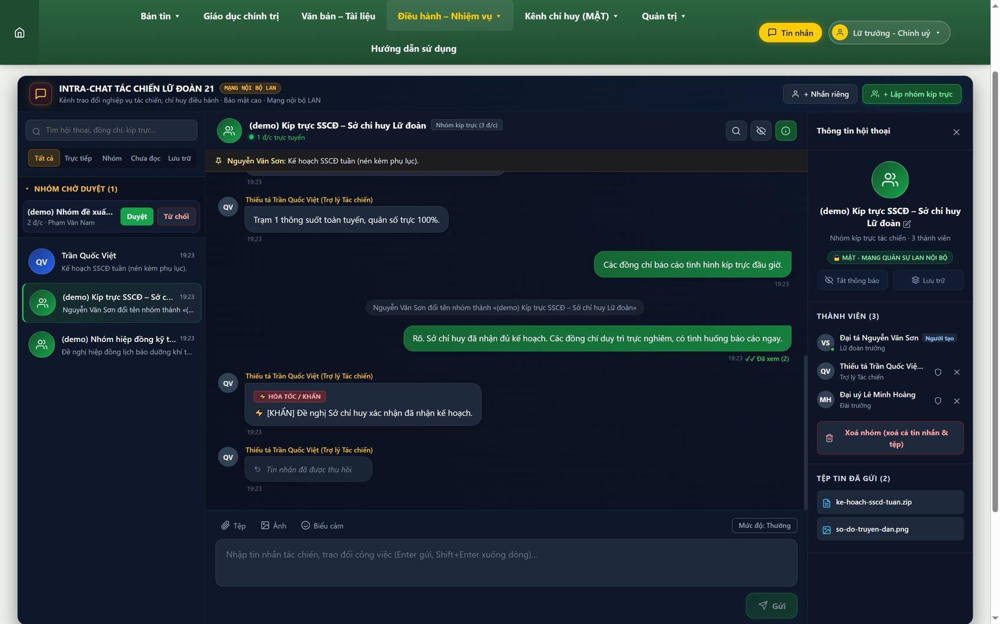 Bản tin
Giáo dục chính trị
Văn bản – Tài liệu
Điều hành – Nhiệm vụ
Kênh chỉ huy (MẬT)
Quản trị
Hướng dẫn sử dụng
Tin nhắn
Lữ trưởng - Chính uỷ
INTRA-CHAT TÁC CHIẾN LỮ ĐOÀN 21
MẠNG NỘI BỘ LAN
Kênh trao đổi nghiệp vụ tác chiến, chỉ huy điều hành · Bảo mật cao · Mạng nội bộ LAN
+ Nhắn riêng
+ Lập nhóm kíp trực
Tìm hội thoại, đồng chí, kíp trực...
Tất cả
Trực tiếp
Nhóm
Chưa đọc
Lưu trữ
NHÓM CHỜ DUYỆT (1)
(demo) Nhóm đề xuấ...
2 đ/c · Phạm Văn Nam
Duyệt
Từ chối
QV
Trần Quốc Việt
19:23
Kế hoạch SSCĐ tuần (nén kèm phụ lục).
(demo) Kíp trực SSCĐ – Sở c...
19:23
Nguyễn Văn Sơn đổi tên nhóm thành «(...
(demo) Nhóm hiệp đồng kỹ t...
19:23
Đề nghị hiệp đồng lịch bảo dưỡng khí t...
(demo) Kíp trực SSCĐ – Sở chỉ huy Lữ đoàn
Nhóm kíp trực (3 đ/c)
1 đ/c trực tuyến
Nguyễn Văn Sơn: Kế hoạch SSCĐ tuần (nén kèm phụ lục).
19:23
QV
Thiếu tá Trần Quốc Việt (Trợ lý Tác chiến)
Trạm 1 thông suốt toàn tuyến, quân số trực 100%.
19:23
Các đồng chí báo cáo tình hình kíp trực đầu giờ.
19:23
Nguyễn Văn Sơn đổi tên nhóm thành «(demo) Kíp trực SSCĐ – Sở chỉ huy Lữ đoàn»
Rõ. Sở chỉ huy đã nhận đủ kế hoạch. Các đồng chí duy trì trực nghiêm, có tình huống báo cáo ngay.
19:23 ✓✓ Đã xem (2)
QV
Thiếu tá Trần Quốc Việt (Trợ lý Tác chiến)
⚡ HỎA TỐC / KHẨN
⚡ [KHẨN] Đề nghị Sở chỉ huy xác nhận đã nhận kế hoạch.
19:23
QV
Thiếu tá Trần Quốc Việt (Trợ lý Tác chiến)
Tin nhắn đã được thu hồi
19:23
Tệp
Ảnh
Biểu cảm
Mức độ: Thường
Nhập tin nhắn tác chiến, trao đổi công việc (Enter gửi, Shift+Enter xuống dòng)...
Gửi
Thông tin hội thoại
(demo) Kíp trực SSCĐ – Sở chỉ huy
Lữ đoàn
Nhóm kíp trực tác chiến · 3 thành viên
🔒 MẬT - MẠNG QUÂN SỰ LAN NỘI BỘ
Tắt thông báo
Lưu trữ
THÀNH VIÊN (3)
VS
Đại tá Nguyễn Văn Sơn
Người tạo
Lữ đoàn trưởng
QV
Thiếu tá Trần Quốc Việ...
Trợ lý Tác chiến
MH
Đại uý Lê Minh Hoàng
Đài trưởng
Xoá nhóm (xoá cả tin nhắn &
tệp)
TỆP TIN ĐÃ GỬI (2)
ke-hoach-sscd-tuan.zip
so-do-truyen-dan.png